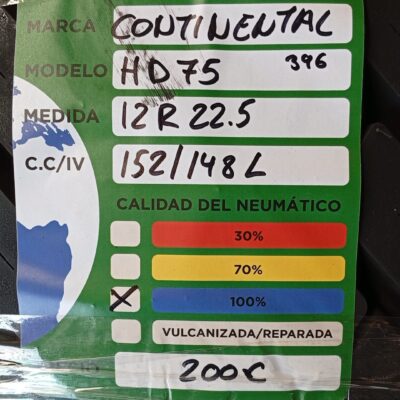 MARCA CONTINENTAL
MODELO HD75 396
MEDIDA 12 R 22.5
C.C/IV 152/148 L
CALIDAD DEL NEUMÁTICO
30%
70%
X 100%
VULCANIZADA/REPARADA
200€